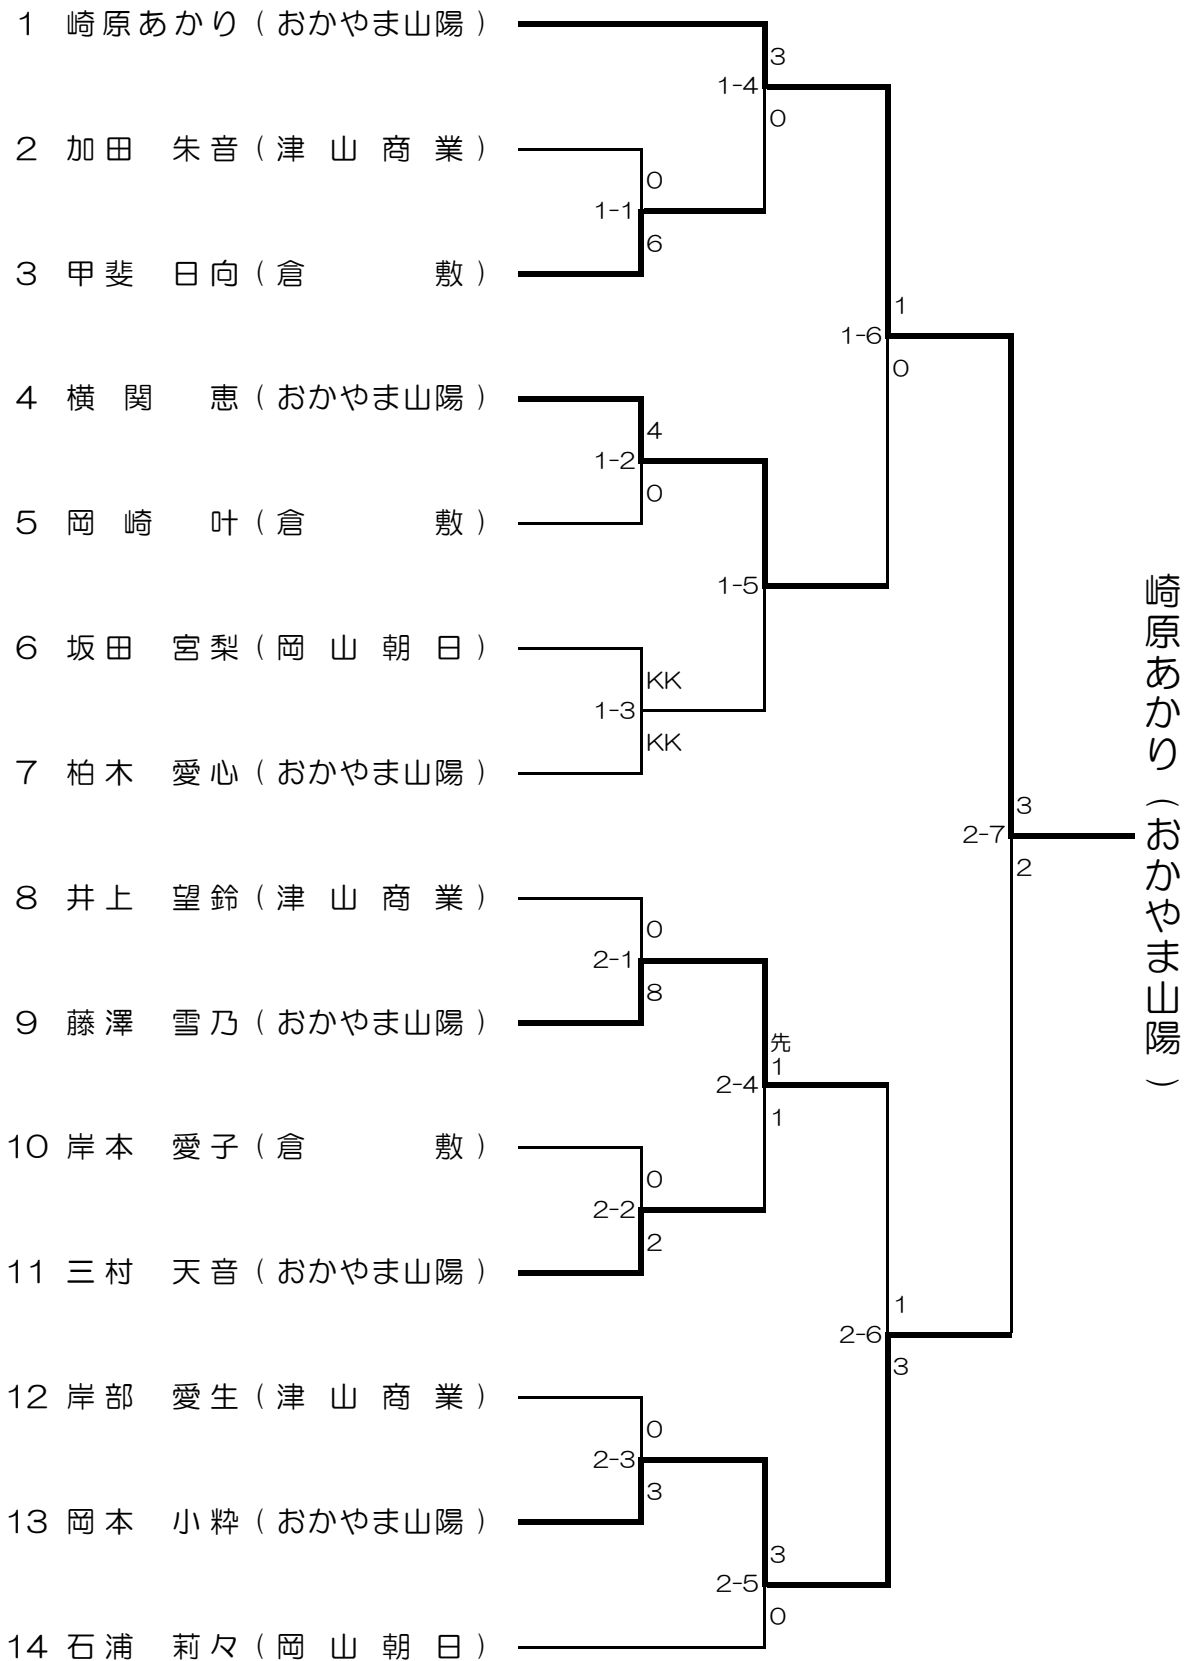 1 崎原あかり(おかやま山陽)
3
1-4
0
2 加田 朱音(津山商業)
0
1-1
6
3 甲斐 日向(倉敷)
1
1-6
0
4 横関 恵(おかやま山陽)
4
1-2
0
5 岡崎 叶(倉敷)
1-5
6 坂田 宮梨(岡山朝日)
KK
1-3
KK
7 柏木 愛心(おかやま山陽)
3
2-7
2
崎原あかり(おかやま山陽)
8 井上 望鈴(津山商業)
0
2-1
8
9 藤澤 雪乃(おかやま山陽)
先
1
2-4
1
10 岸本 愛子(倉敷)
0
2-2
2
11 三村 天音(おかやま山陽)
1
2-6
3
12 岸部 愛生(津山商業)
0
2-3
3
13 岡本 小粋(おかやま山陽)
3
2-5
0
14 石浦 莉々(岡山朝日)